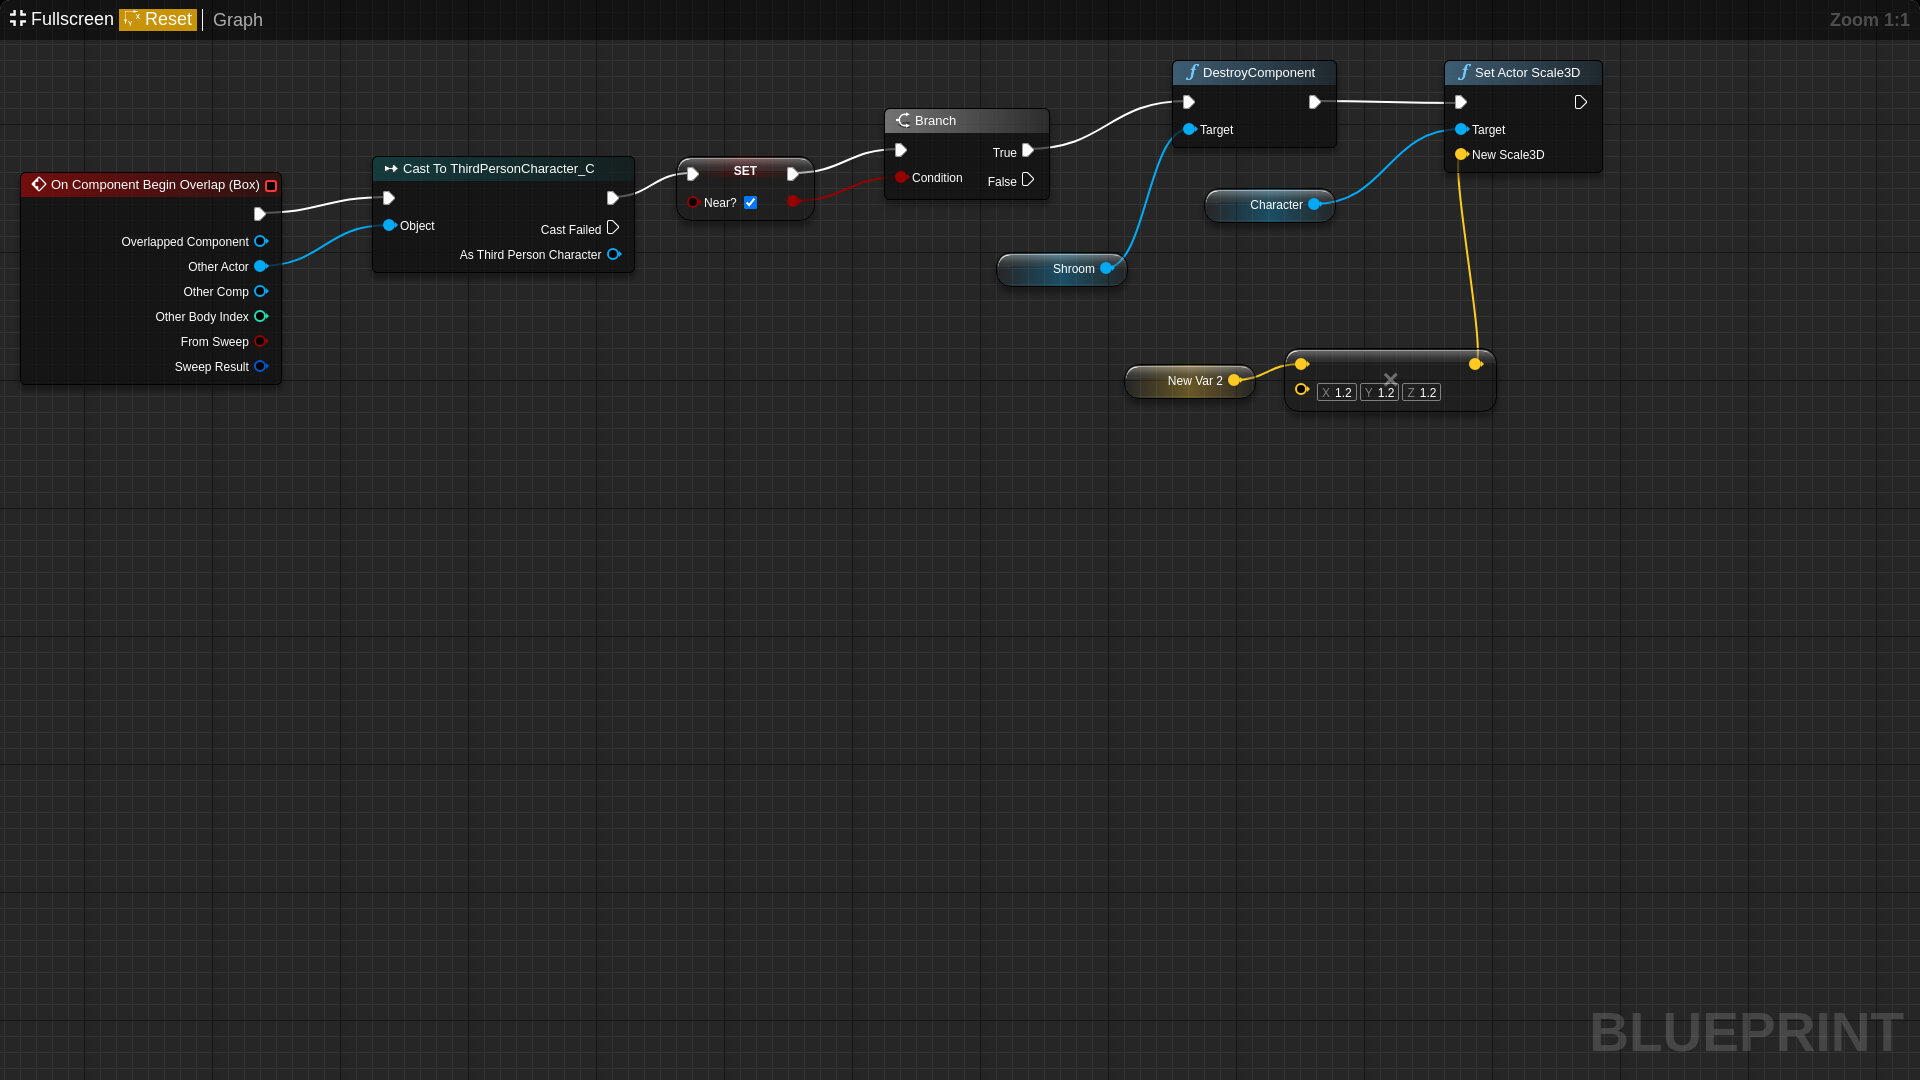 Fullscreen Reset Graph
Zoom 1:1
On Component Begin Overlap (Box)
Overlapped Component
Other Actor
Other Comp
Other Body Index
From Sweep
Sweep Result
Cast To ThirdPersonCharacter_C
Object
Cast Failed
As Third Person Character
SET
Near?
Branch
True
Condition
False
DestroyComponent
Target
Shroom
Set Actor Scale3D
Target
New Scale3D
Character
New Var 2
X 1.2 Y 1.2 Z 1.2
BLUEPRINT